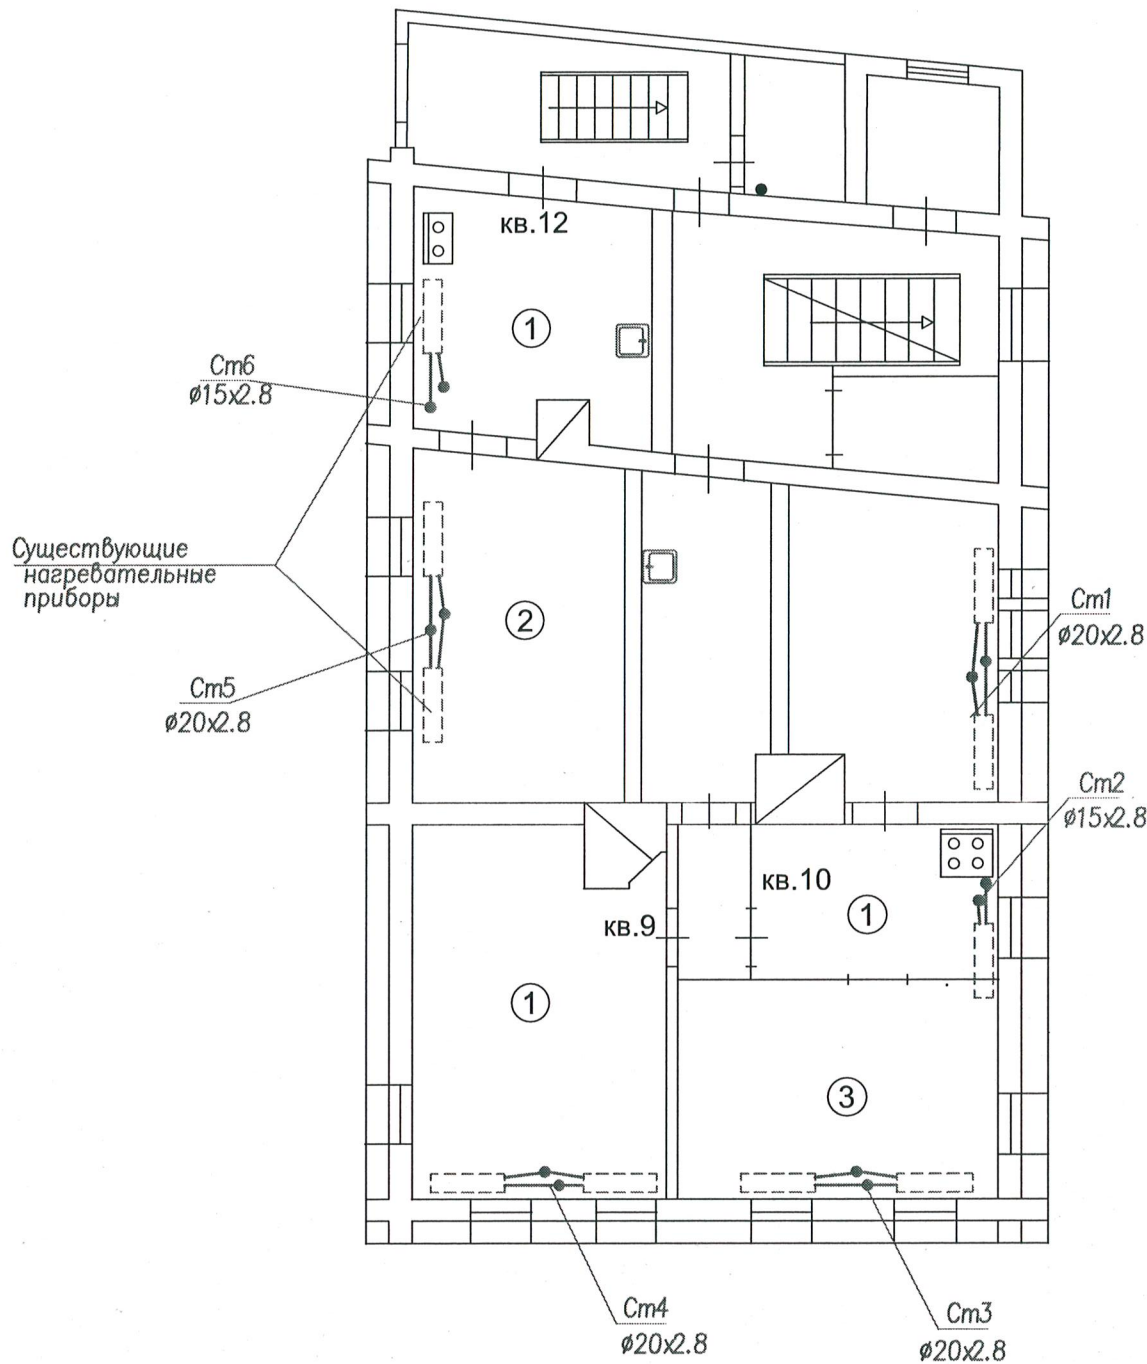 кв.12
1
Ст6
ø15х2.8
Существующие
нагревательные
приборы
2
Ст1
ø20х2.8
Ст5
ø20х2.8
Ст2
ø15х2.8
кв.10
1
кв.9
1
3
Ст4
ø20х2.8
Ст3
ø20х2.8